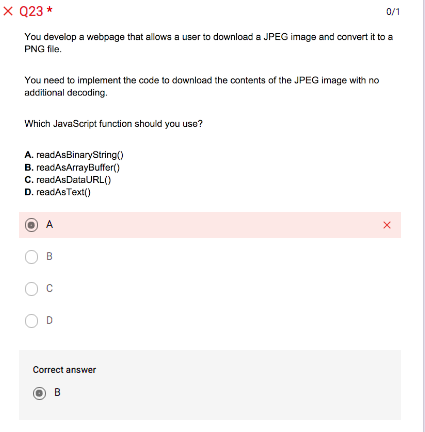 × Q23 *
0/1
You develop a webpage that allows a user to download a JPEG image and convert it to a
PNG file.
You need to implement the code to download the contents of the JPEG image with no
additional decoding.
Which JavaScript function should you use?
A. readAsBinaryString()
B. readAsArrayBuffer()
C. readAsDataURL()
D. readAsText()
A
B
C
D
Correct answer
B